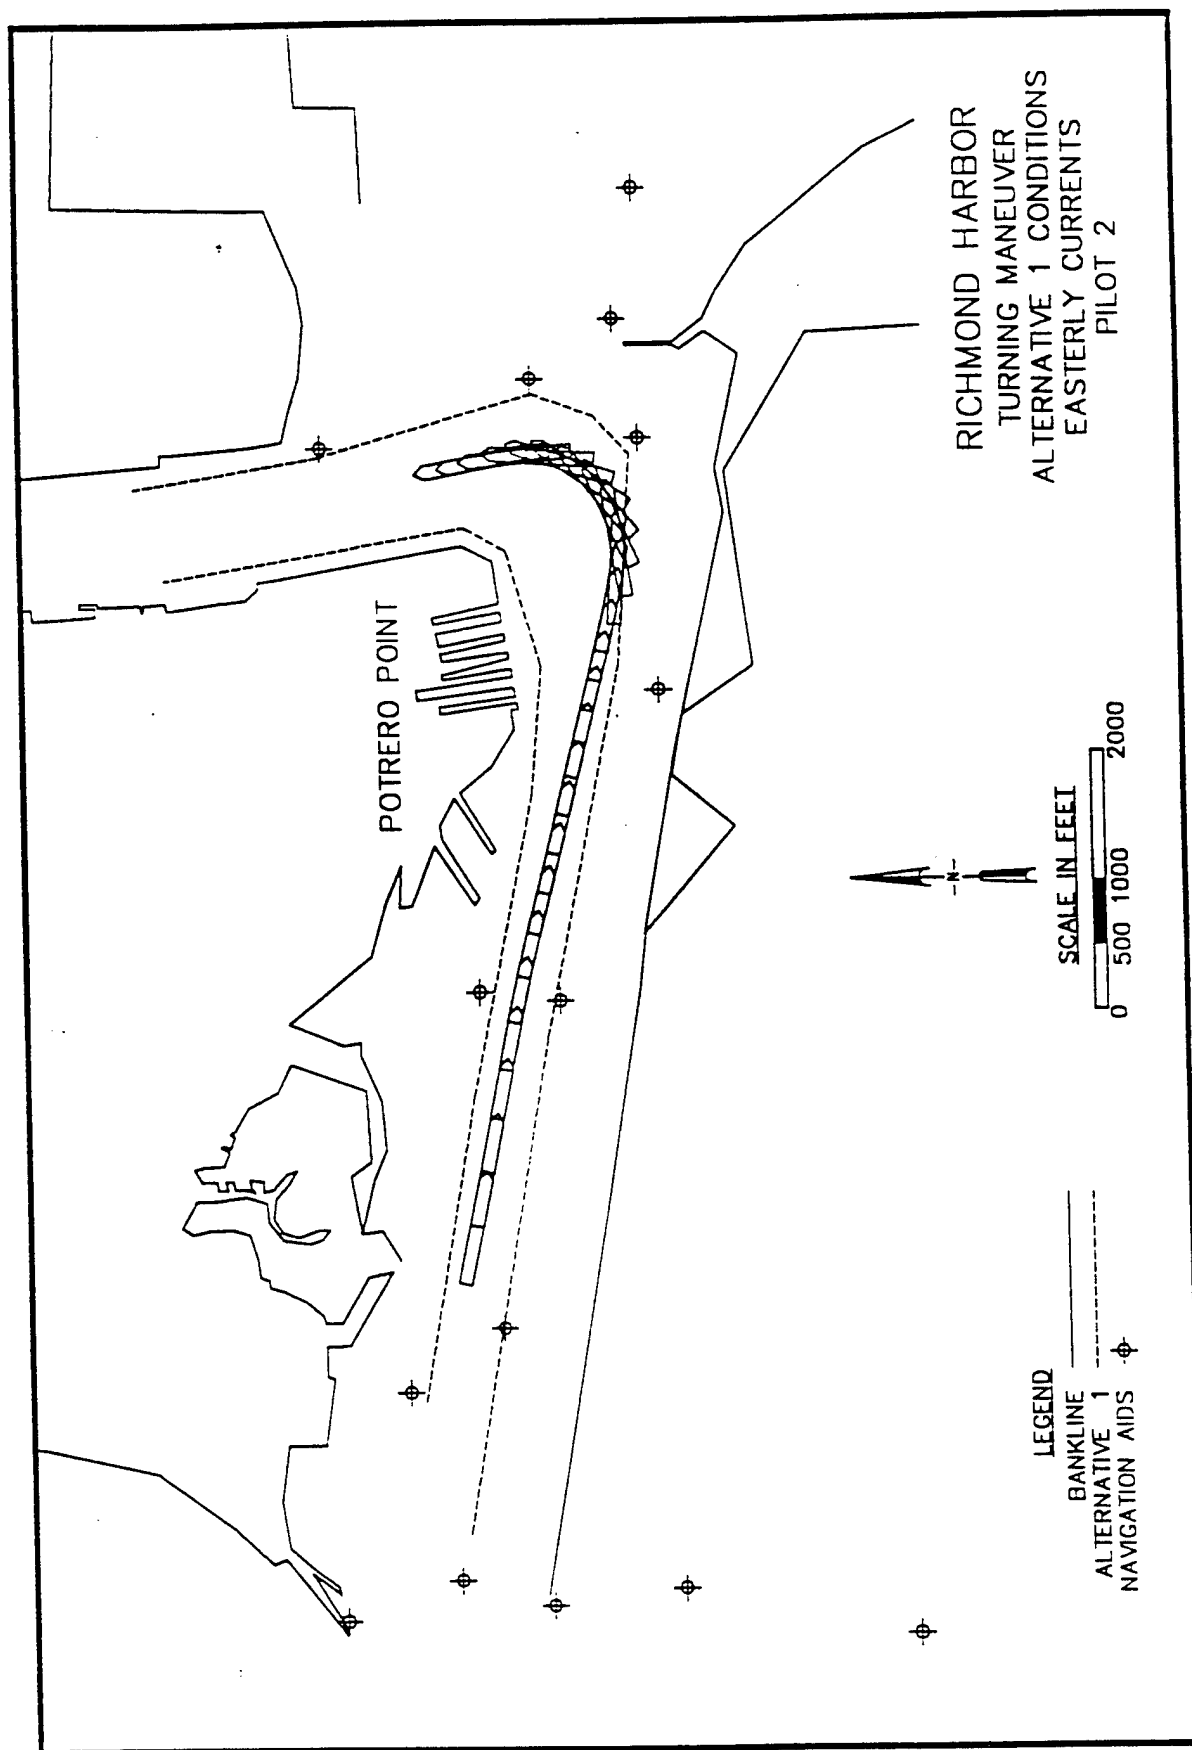 POTRERO POINT
RICHMOND HARBOR
TURNING MANEUVER
ALTERNATIVE 1 CONDITIONS
EASTERLY CURRENTS
PILOT 2
-N-
SCALE IN FEET
0 500 1000 2000
LEGEND
BANKLINE
ALTERNATIVE 1
NAVIGATION AIDS